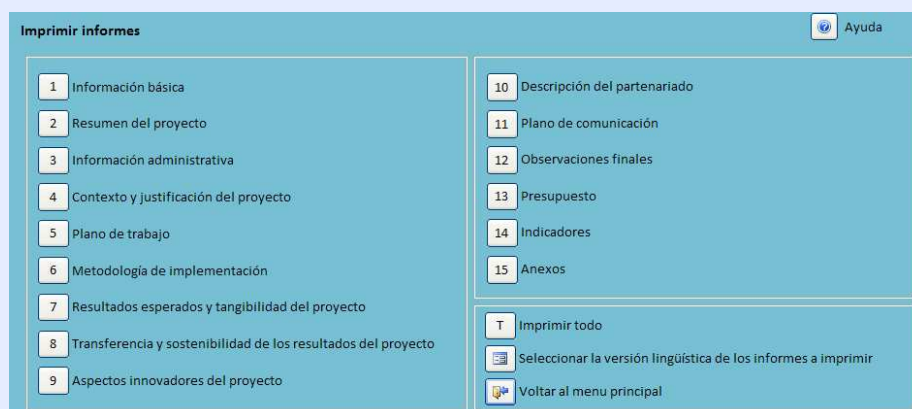 Imprimir informes
Ayuda
1 Información básica
2 Resumen del proyecto
3 Información administrativa
4 Contexto y justificación del proyecto
5 Plano de trabajo
6 Metodología de implementación
7 Resultados esperados y tangibilidad del proyecto
8 Transferencia y sostenibilidad de los resultados del proyecto
9 Aspectos innovadores del proyecto
10 Descripción del partenariado
11 Plano de comunicación
12 Observaciones finales
13 Presupuesto
14 Indicadores
15 Anexos
T Imprimir todo
Seleccionar la versión lingüística de los informes a imprimir
Voltar al menu principal